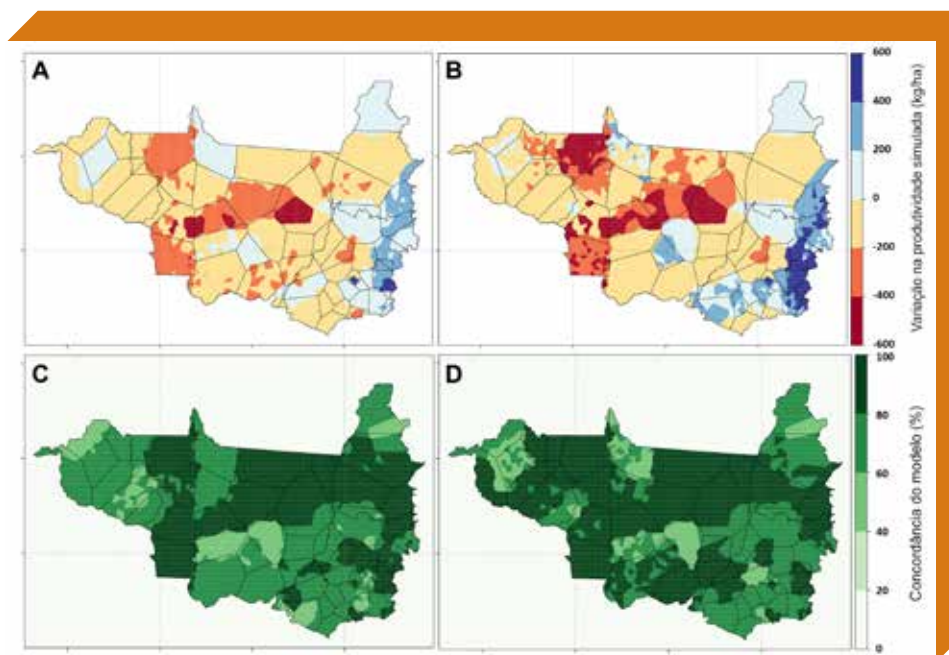 A
B
600
400
200
0
-200
-400
-600
Variação na produtividade simulada (kg/ha)
C
D
100
80
60
40
20
0
Concordância do modelo (%)